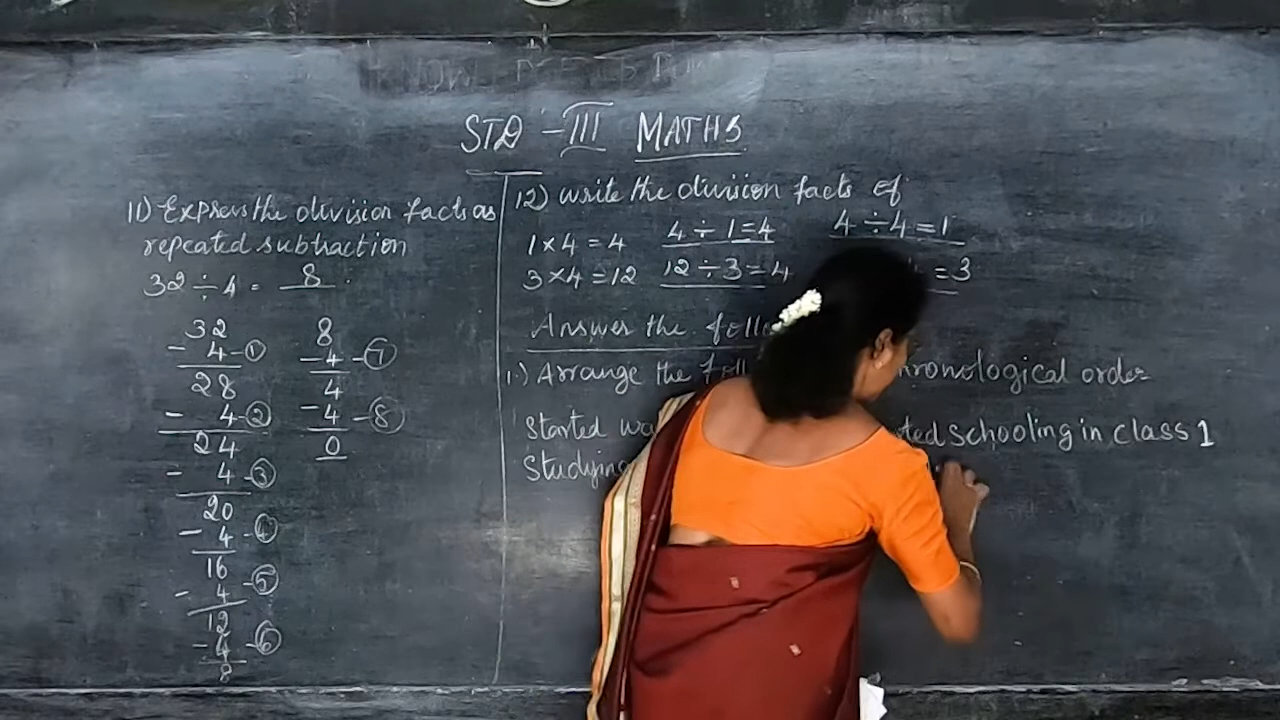 STD - III MATHS
11) Express the division facts as
repeated subtraction
32 ÷ 4 = 8
32
- 4 - ①
28
- 4 - ②
24
- 4 - ③
20
- 4 - ④
16
- 4 - ⑤
12
- 4 - ⑥
8
8
- 4 - ⑦
4
- 4 - ⑧
0
12) write the division facts of
1 × 4 = 4 4 ÷ 1 = 4 4 ÷ 4 = 1
3 × 4 = 12 12 ÷ 3 = 4 = 3
Answer the
1.) Arrange the order
Started schooling in class 1
Studying